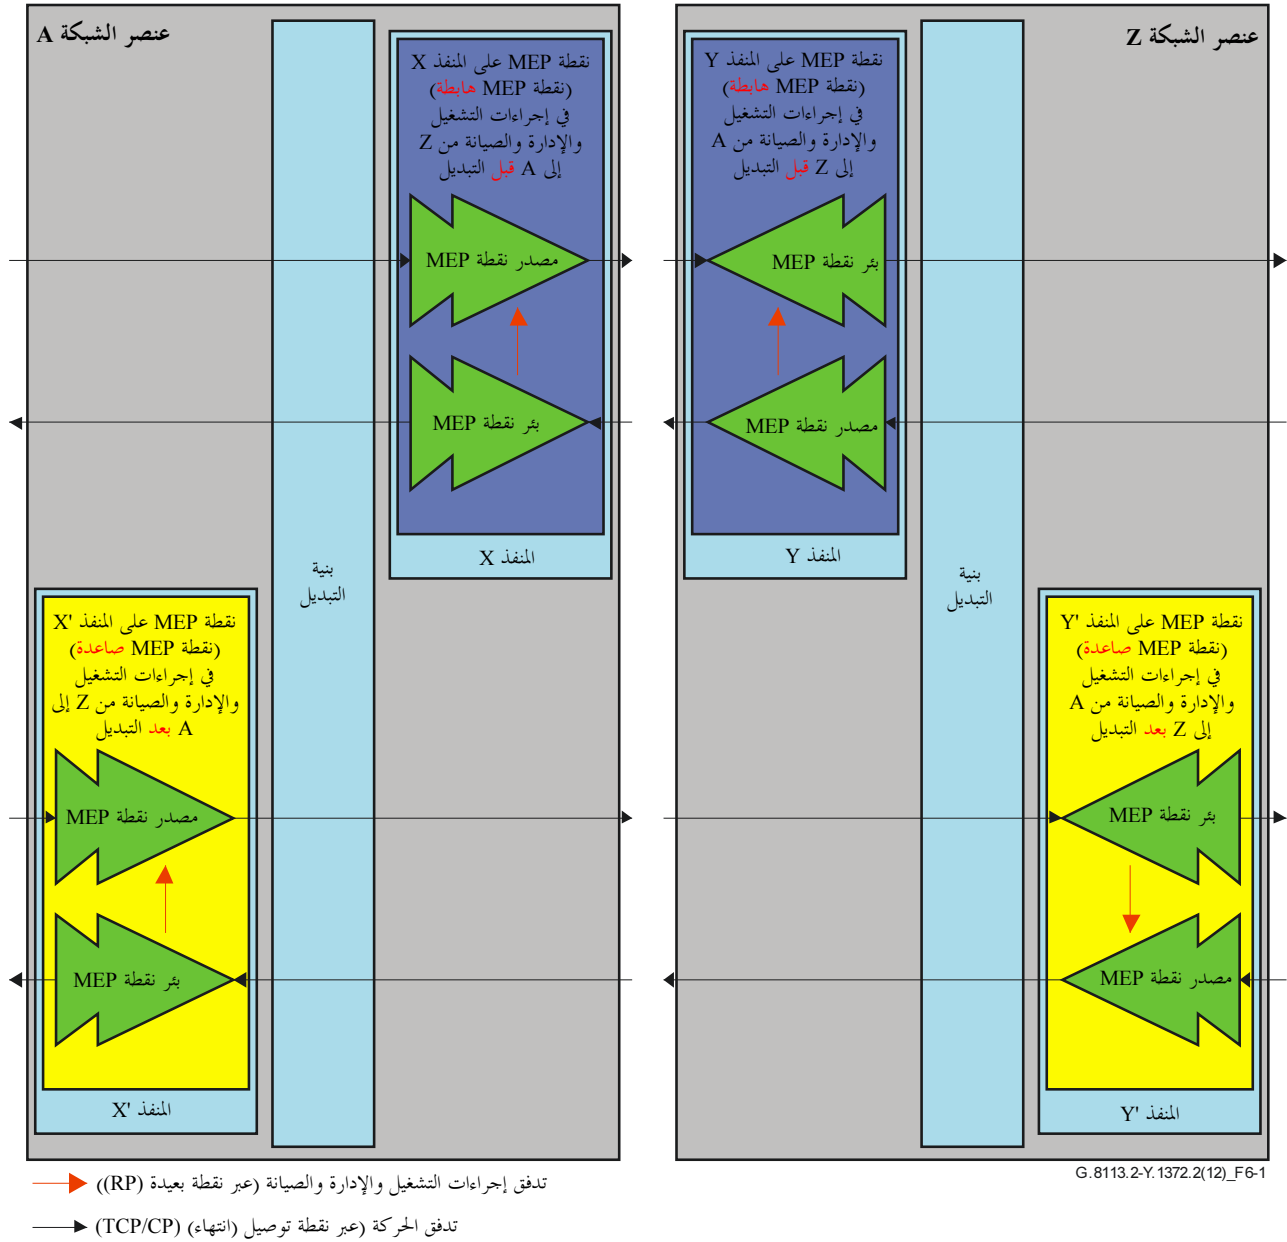 عنصر الشبكة A
نقطة MEP على المنفذ X
(نقطة MEP هابطة)
في إجراءات التشغيل
والإدارة والصيانة من Z
إلى A قبل التبديل
مصدر نقطة MEP
بئر نقطة MEP
المنفذ X
بنية
التبديل
نقطة MEP على المنفذ X'
(نقطة MEP صاعدة)
في إجراءات التشغيل
والإدارة والصيانة من Z إلى
A بعد التبديل
مصدر نقطة MEP
بئر نقطة MEP
المنفذ X'
عنصر الشبكة Z
نقطة MEP على المنفذ Y
(نقطة MEP هابطة)
في إجراءات التشغيل
والإدارة والصيانة من A
إلى Z قبل التبديل
بئر نقطة MEP
مصدر نقطة MEP
المنفذ Y
بنية
التبديل
نقطة MEP على المنفذ Y'
(نقطة MEP صاعدة)
في إجراءات التشغيل
والإدارة والصيانة من A
إلى Z بعد التبديل
بئر نقطة MEP
مصدر نقطة MEP
المنفذ Y'
G.8113.2-Y.1372.2(12)_F6-1
تدفق إجراءات التشغيل والإدارة والصيانة (عبر نقطة بعيدة (RP))
تدفق الحركة (عبر نقطة توصيل (انتهاء) (TCP/CP)